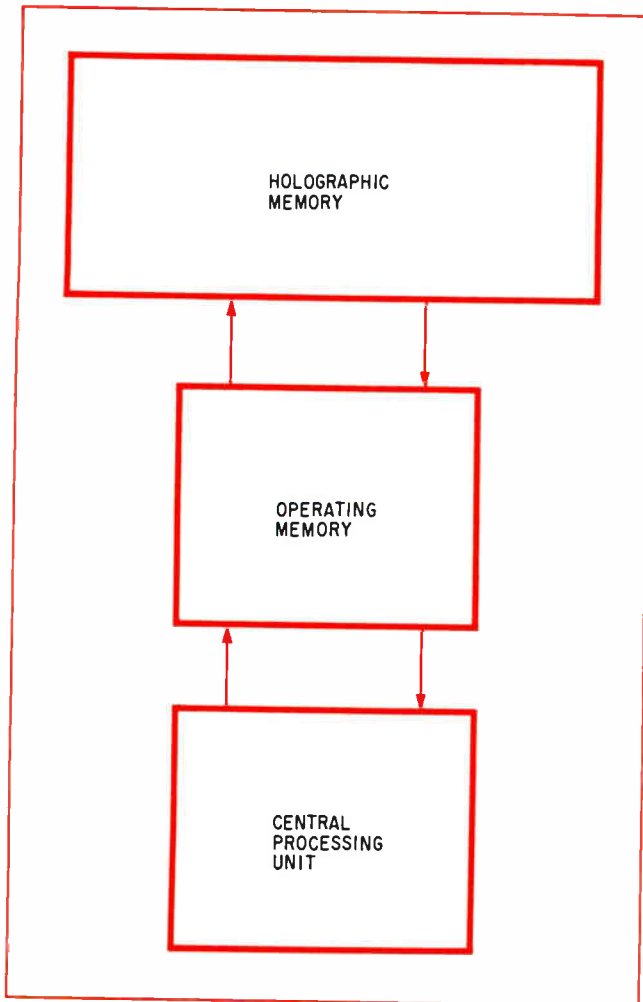 HOLOGRAPHIC
MEMORY
OPERATING
MEMORY
CENTRAL
PROCESSING
UNIT